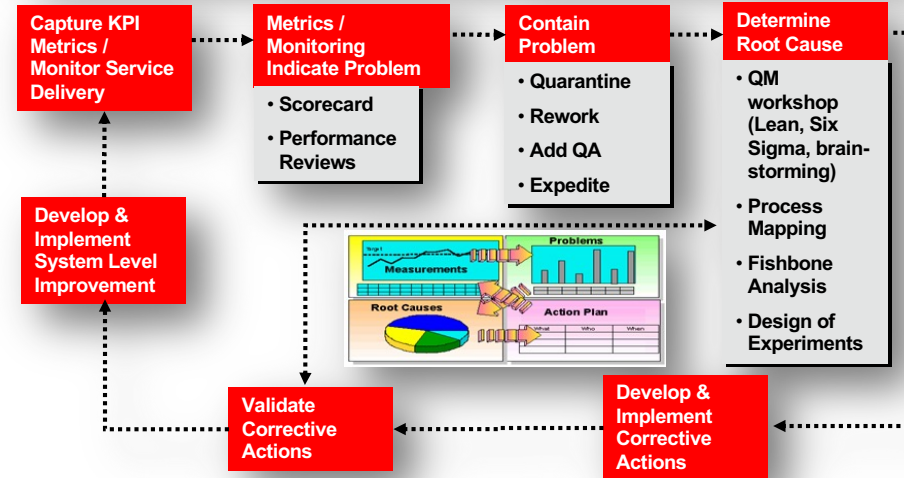 Capture KPI
Metrics /
Monitor Service
Delivery
Metrics /
Monitoring
Indicate Problem
• Scorecard
• Performance
Reviews
Contain
Problem
• Quarantine
• Rework
• Add QA
• Expedite
Determine
Root Cause
• QM
workshop
(Lean, Six
Sigma, brain-
storming)
• Process
Mapping
• Fishbone
Analysis
• Design of
Experiments
Develop &
Implement
System Level
Improvement
Target
Measurements
Problems
Root Causes
Action Plan
What Who When
Validate
Corrective
Actions
Develop &
Implement
Corrective
Actions